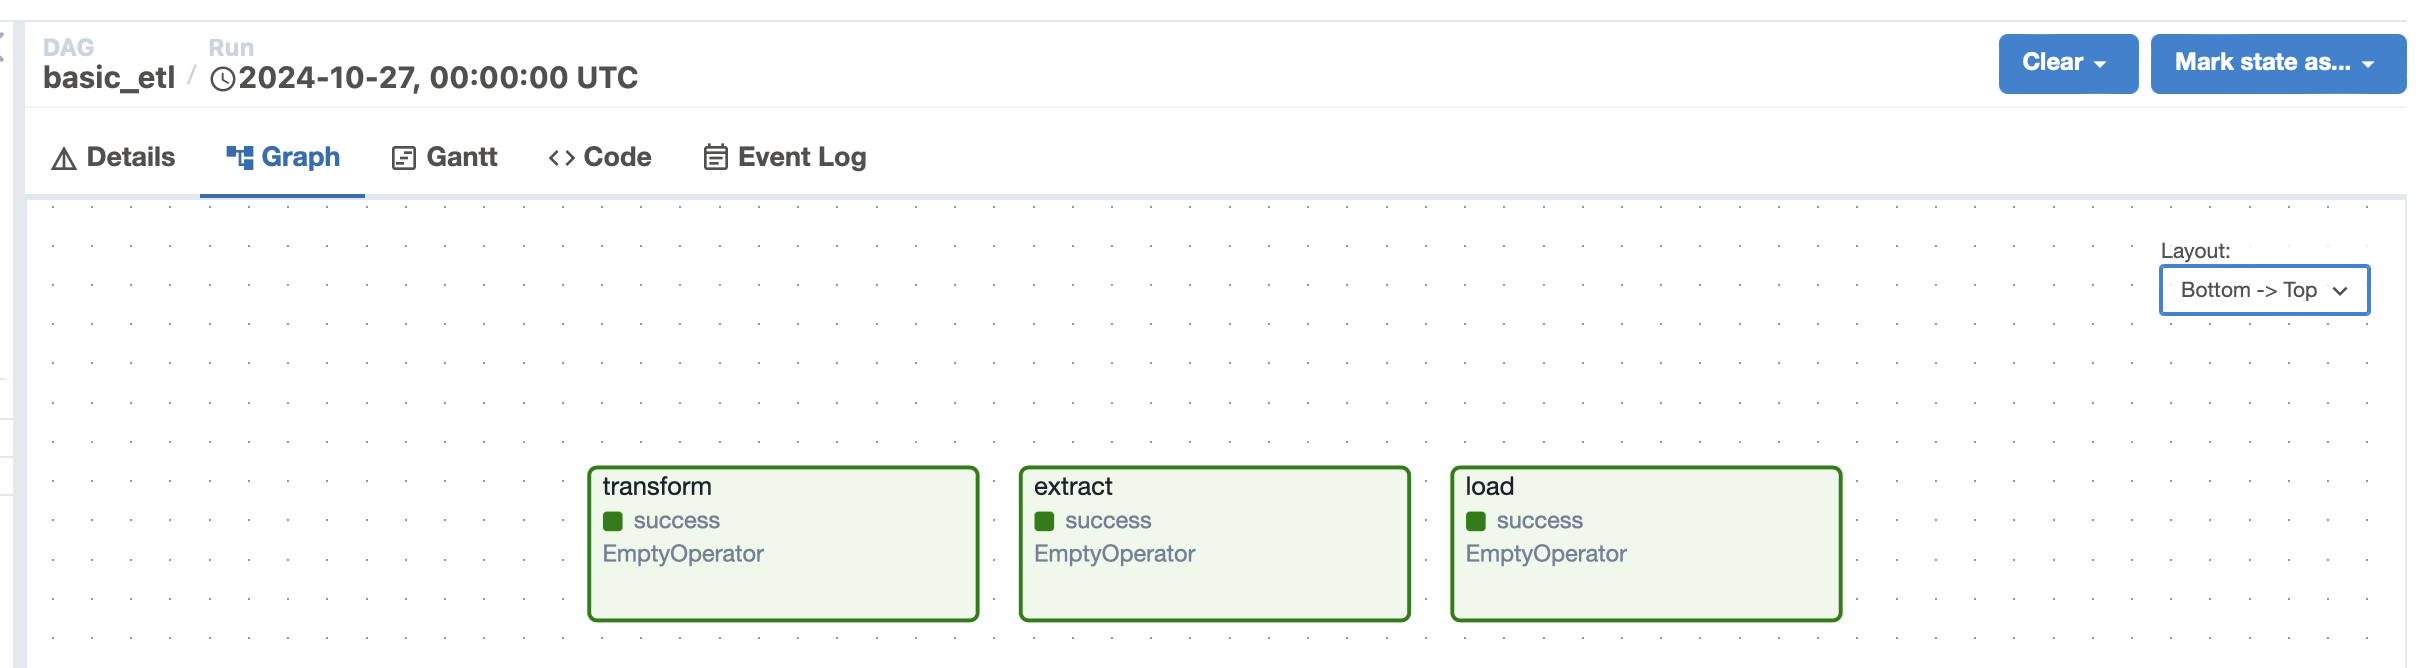 DAG
Run
basic_etl / 2024-10-27, 00:00:00 UTC
Clear
Mark state as...
Details
Graph
Gantt
Code
Event Log
Layout:
Bottom -> Top
transform
success
EmptyOperator
extract
success
EmptyOperator
load
success
EmptyOperator